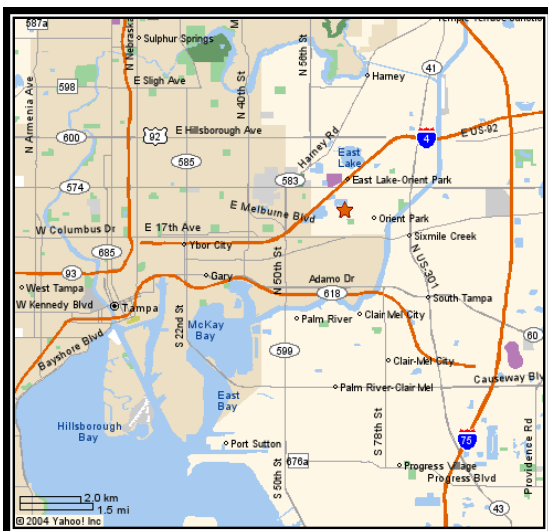 587a
Temple Terrace Junction
N Nebraska
Sulphur Springs
N 40th St
N 56th St
E Sligh Ave
Harney
41
598
N Armenia Ave
600
92
E Hillsborough Ave
Harney Rd
4
E US-92
585
East
Lake
574
583
East Lake-Orient Park
E Melburne Blvd
W Columbus Dr
E 17th Ave
Orient Park
685
Ybor City
Sixmile Creek
N 50th St
N US-301
93
Gary
Adamo Dr
West Tampa
618
South Tampa
W Kennedy Blvd
Tampa
S 22nd St
McKay
Bay
Palm River
Clair Mel City
60
Bayshore Blvd
599
Clair-Mel City
East
Bay
Palm River-Clair Mel
Causeway Blv
Hillsborough
Bay
S 78th St
Port Sutton
75
676a
S 50th St
Progress Village
Progress Blvd
Providence Rd
2.0 km
1.5 mi
43
© 2004 Yahoo! Inc